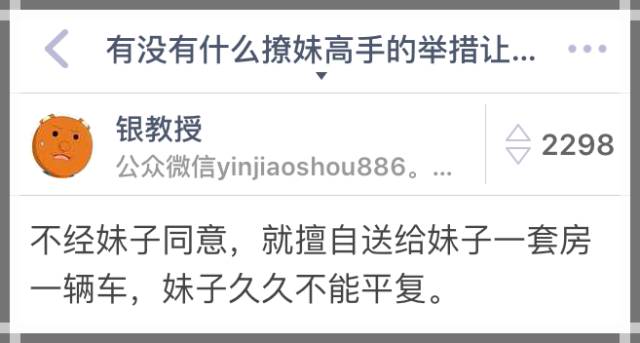 有没有什么撩妹高手的举措让...
银教授
公众微信yinjiaoshou886。...
2298
不经妹子同意，就擅自送给妹子一套房
一辆车，妹子久久不能平复。